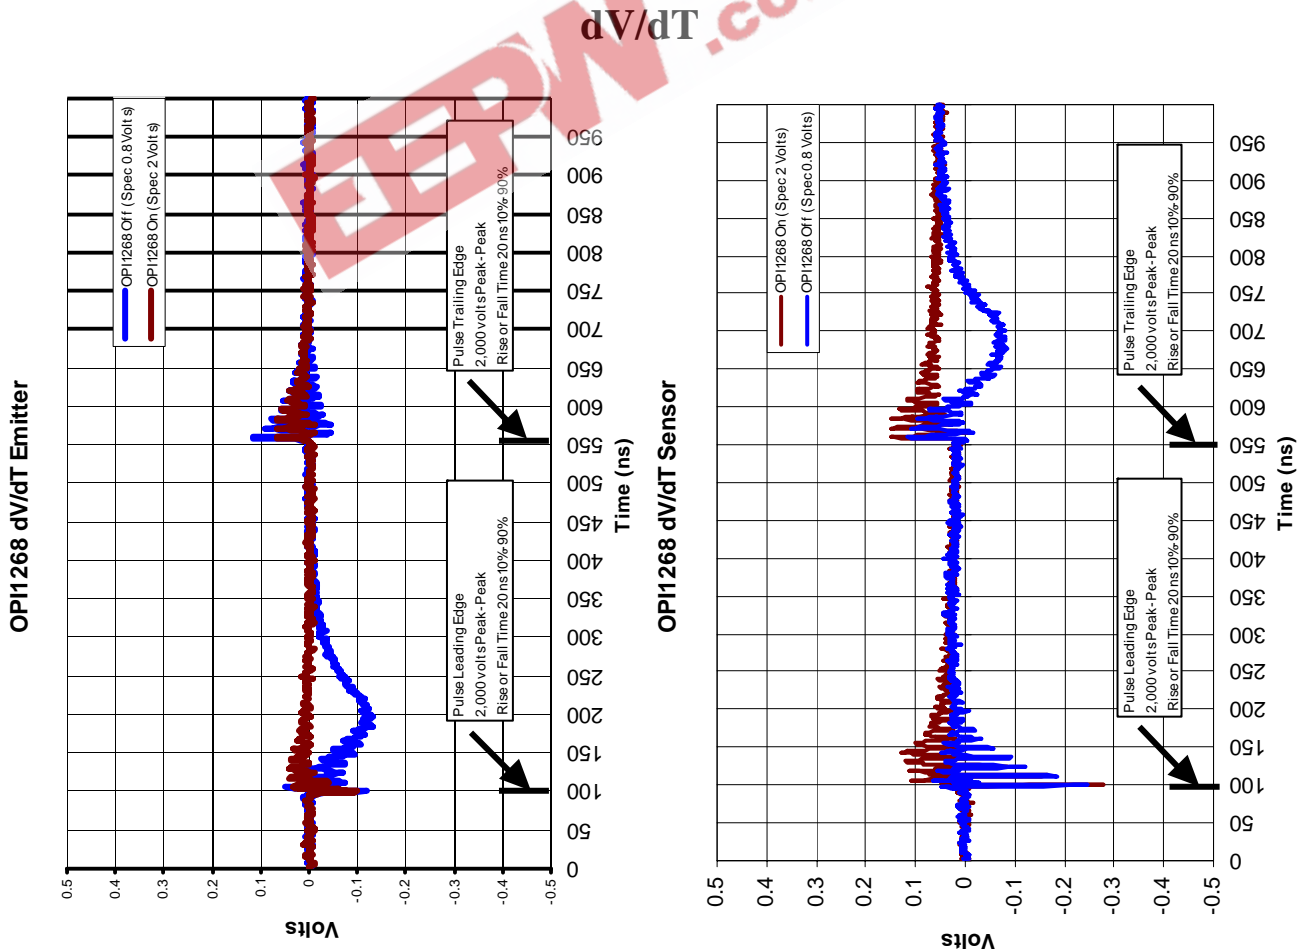 dV/dT
EEPW.co
OPI1268 dV/dT Emitter
OPI1268 Off (Spec 0.8 Volts)
OPI1268 On (Spec 2 Volts)
Pulse Leading Edge
2,000 volts Peak-Peak
Rise or Fall Time 20 ns 10%-90%
Pulse Trailing Edge
2,000 volts Peak-Peak
Rise or Fall Time 20 ns 10%-90%
0.5
0.4
0.3
0.2
0.1
0
-0.1
-0.2
-0.3
-0.4
-0.5
Volts
0 50 100 150 200 250 300 350 400 450 500 550 600 650 700 750 800 850 900 950
Time (ns)
OPI1268 dV/dT Sensor
OPI1268 On (Spec 2 Volts)
OPI1268 Off (Spec 0.8 Volts)
Pulse Leading Edge
2,000 volts Peak-Peak
Rise or Fall Time 20 ns 10%-90%
Pulse Trailing Edge
2,000 volts Peak-Peak
Rise or Fall Time 20 ns 10%-90%
0.5
0.4
0.3
0.2
0.1
0
-0.1
-0.2
-0.3
-0.4
-0.5
Volts
0 50 100 150 200 250 300 350 400 450 500 550 600 650 700 750 800 850 900 950
Time (ns)